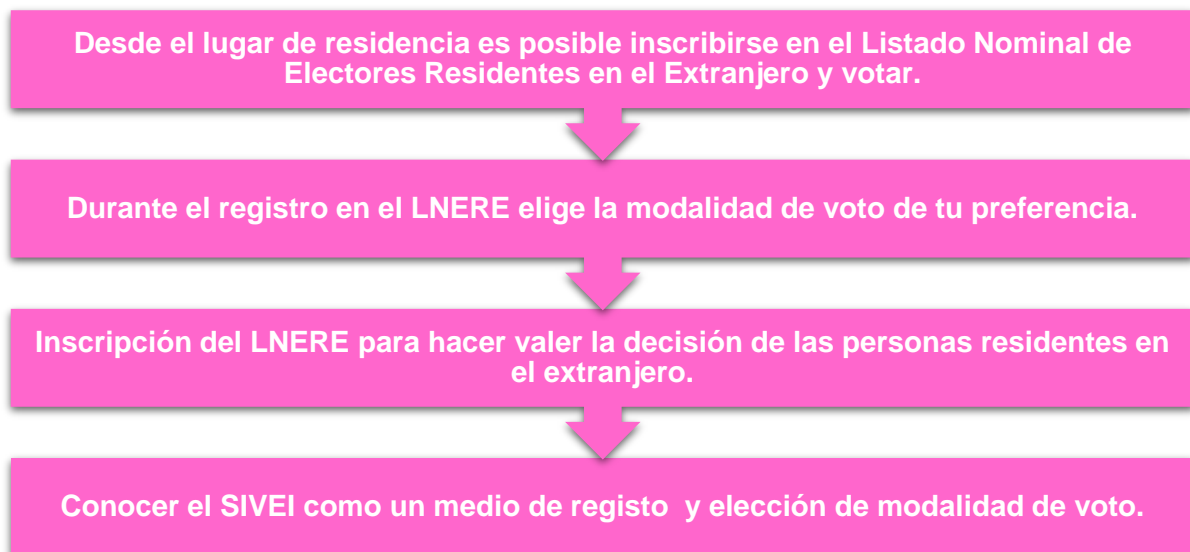 Desde el lugar de residencia es posible inscribirse en el Listado Nominal de
Electores Residentes en el Extranjero y votar.
Durante el registro en el LNERE elige la modalidad de voto de tu preferencia.
Inscripción del LNERE para hacer valer la decisión de las personas residentes en
el extranjero.
Conocer el SIVEI como un medio de registo  y elección de modalidad de voto.